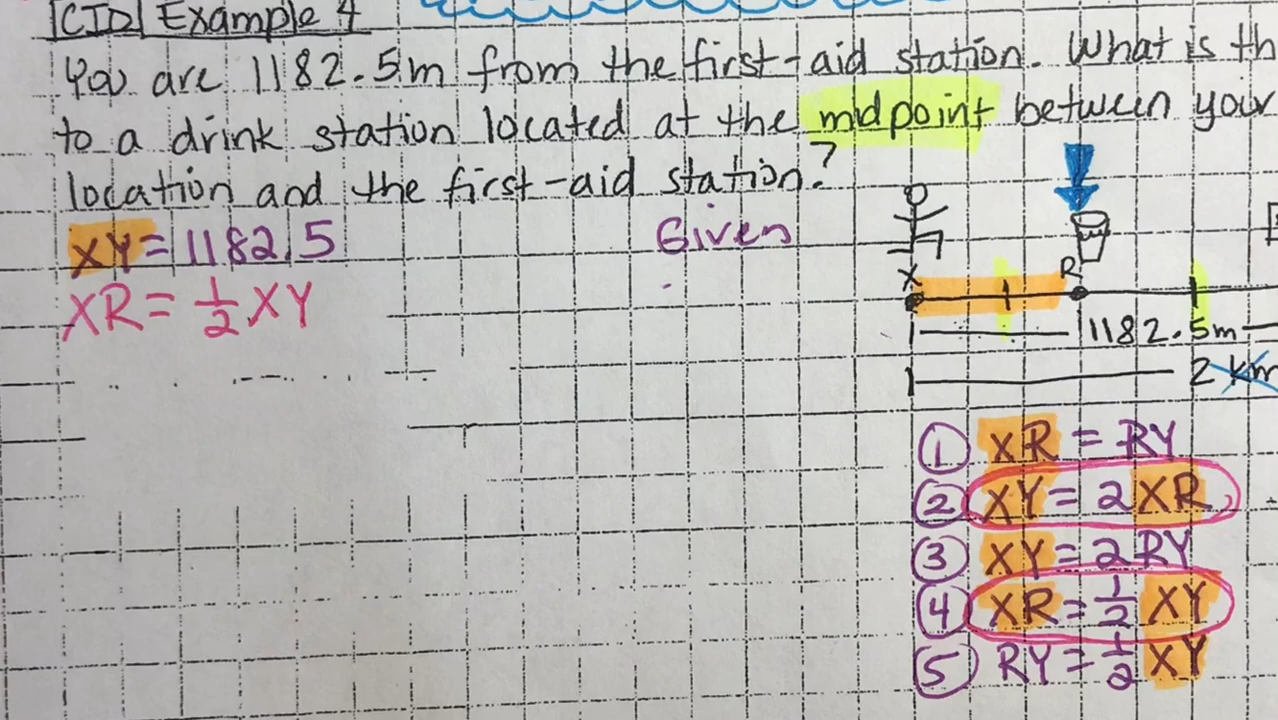 CID Example 4
You are 1182.5m from the first-aid station. What is th
to a drink station located at the midpoint between your
location and the first-aid station?
XY = 1182.5 Given
XR = 1/2 XY
X R
1182.5m
2 km
① XR = RY
② XY = 2XR
③ XY = 2RY
④ XR = 1/2 XY
⑤ RY = 1/2 XY